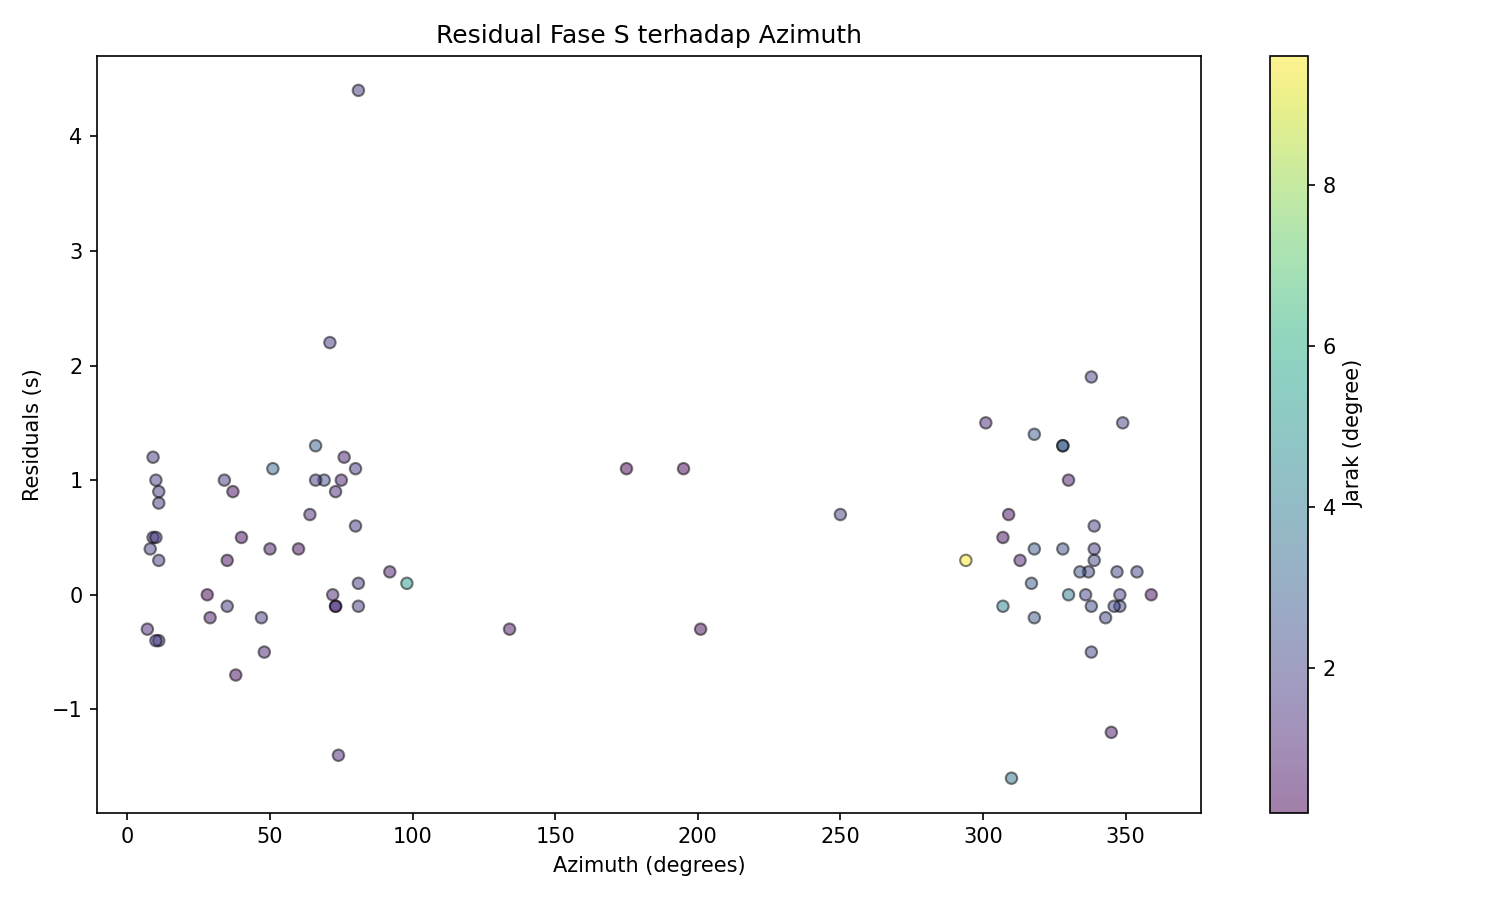 Residual Fase S terhadap Azimuth
Residuals (s)
4
3
2
1
0
−1
0 50 100 150 200 250 300 350
Azimuth (degrees)
8
6
4
2
Jarak (degree)